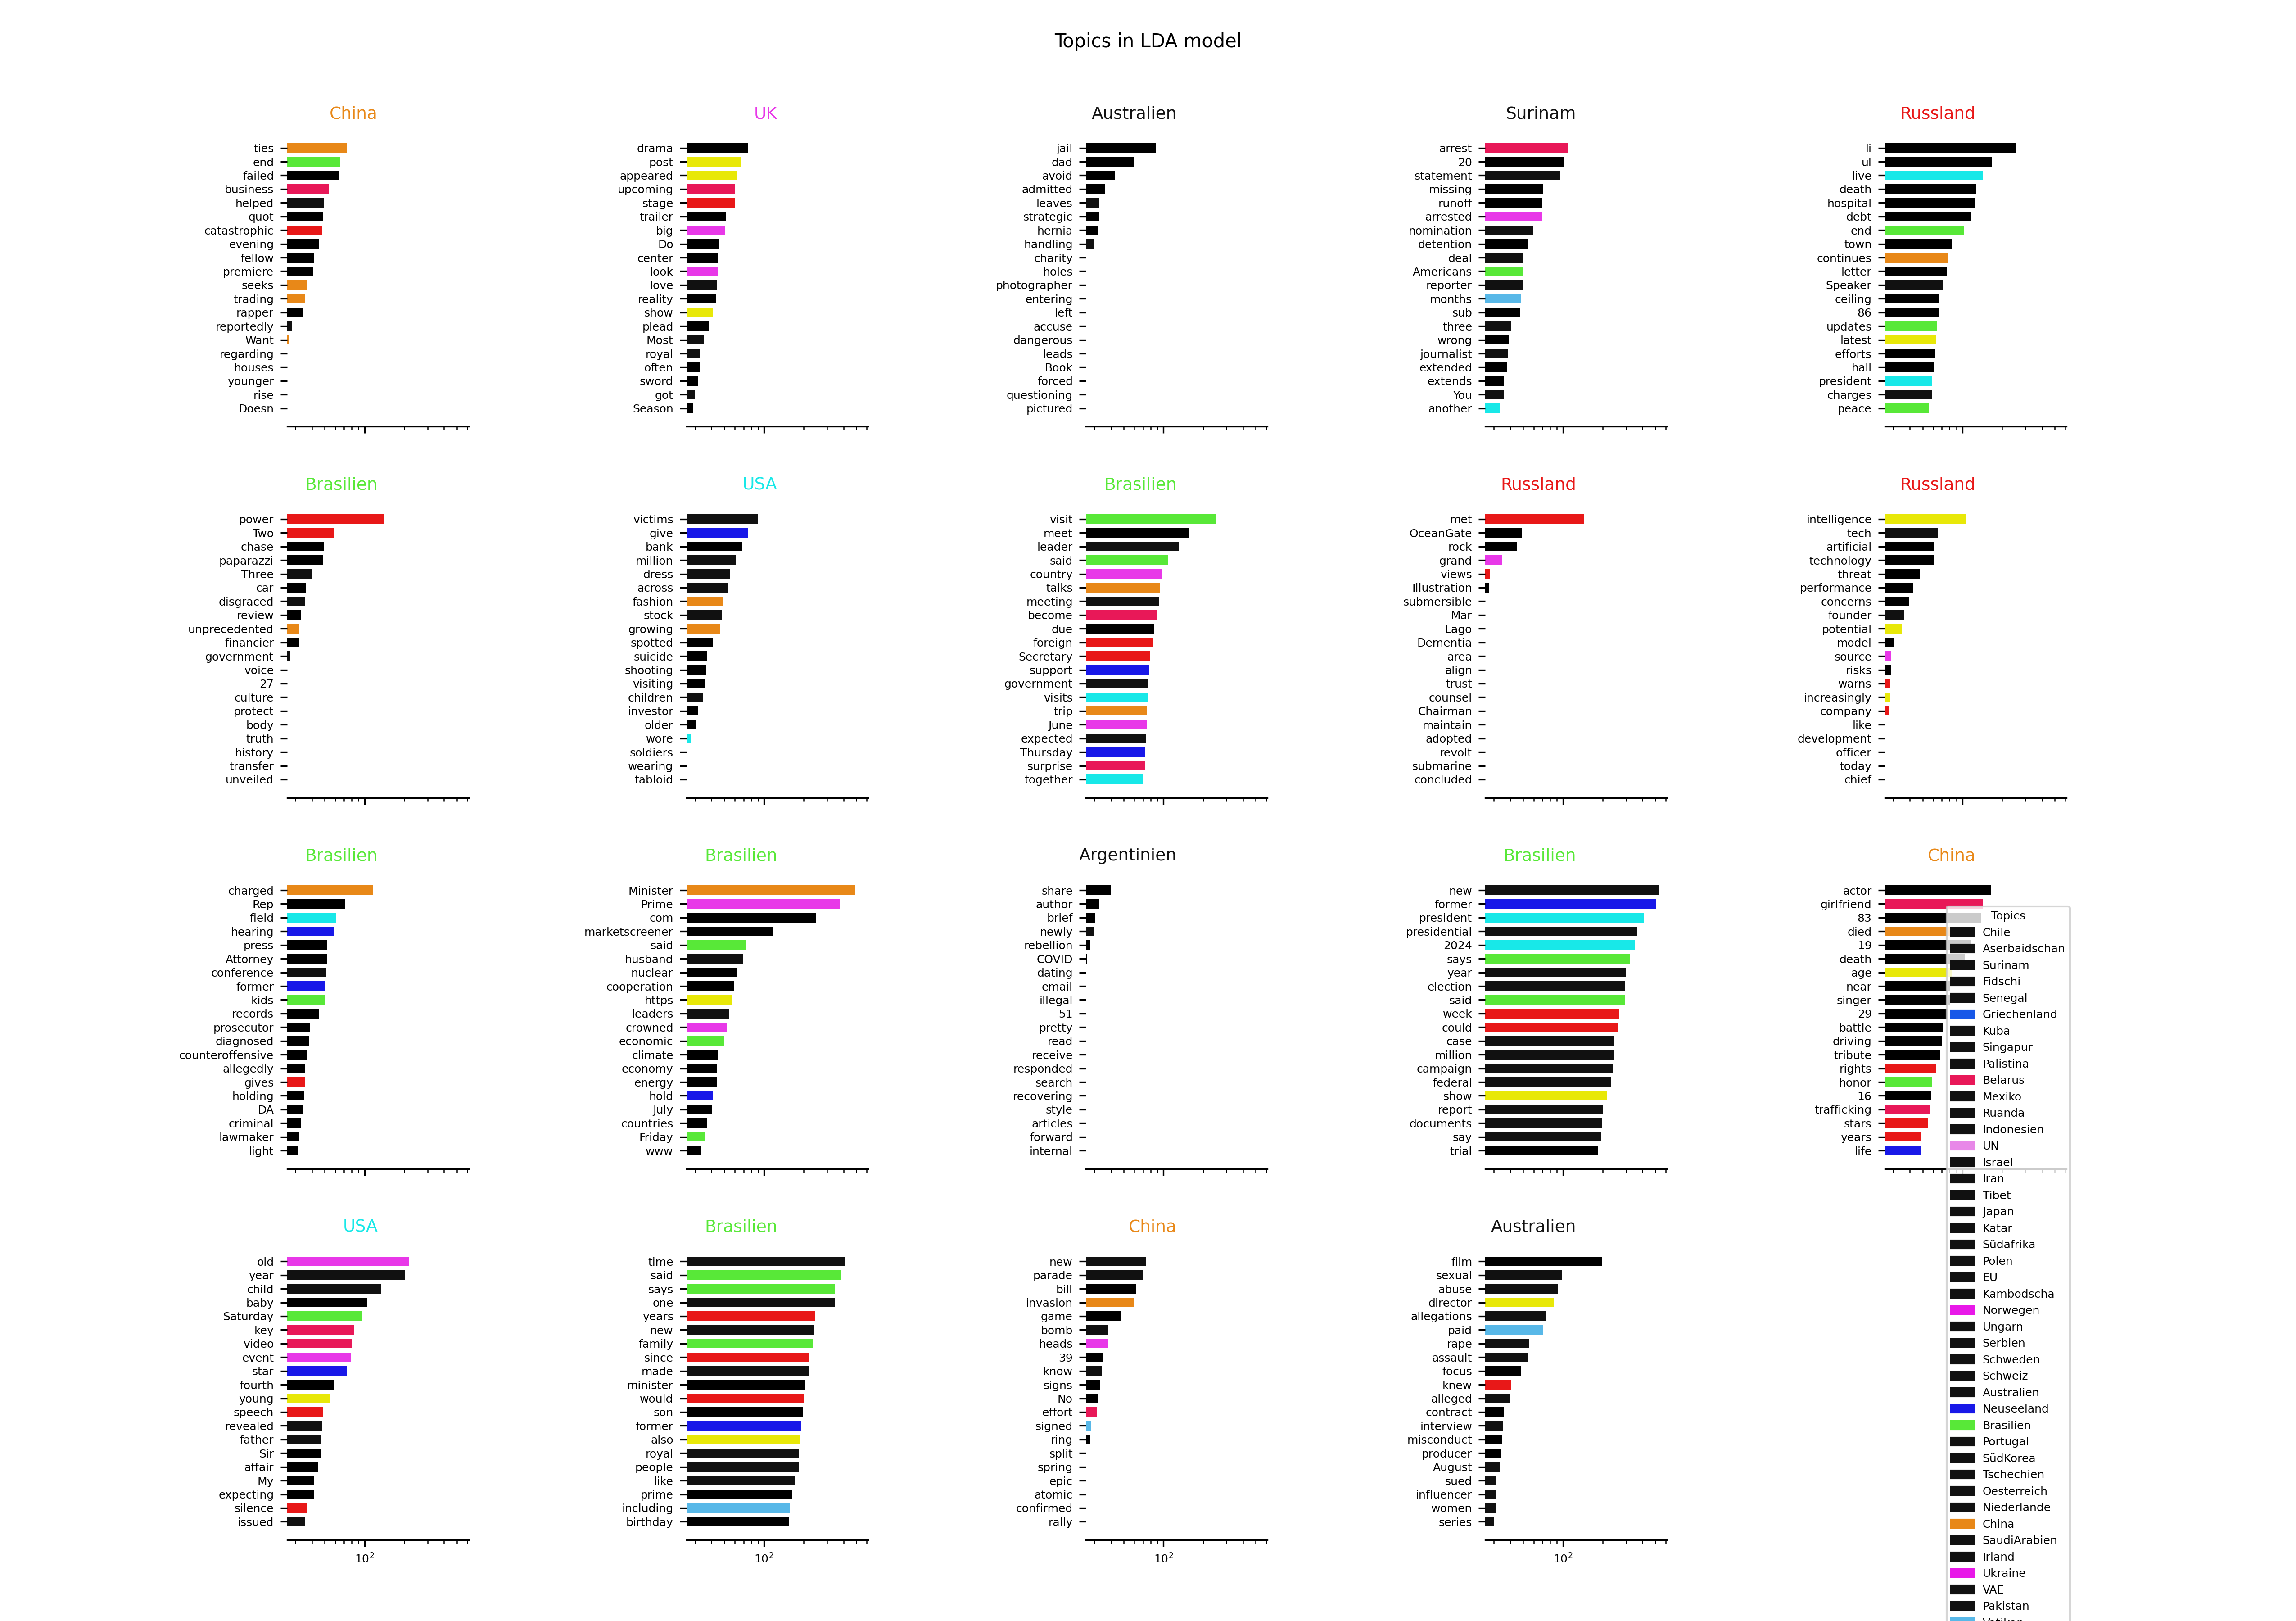 Topics in LDA model
China
ties
end
failed
business
helped
quot
catastrophic
evening
fellow
premiere
seeks
trading
rapper
reportedly
Want
regarding
houses
younger
rise
Doesn
UK
drama
post
appeared
upcoming
stage
trailer
big
Do
center
look
love
reality
show
plead
Most
royal
often
sword
got
Season
Australien
jail
dad
avoid
admitted
leaves
strategic
hernia
handling
charity
holes
photographer
entering
left
accuse
dangerous
leads
Book
forced
questioning
pictured
Surinam
arrest
20
statement
missing
runoff
arrested
nomination
detention
deal
Americans
reporter
months
sub
three
wrong
journalist
extended
extends
You
another
Russland
li
ul
live
death
hospital
debt
end
town
continues
letter
Speaker
ceiling
86
updates
latest
efforts
hall
president
charges
peace
Brasilien
power
Two
chase
paparazzi
Three
car
disgraced
review
unprecedented
financier
government
voice
27
culture
protect
body
truth
history
transfer
unveiled
USA
victims
give
bank
million
dress
across
fashion
stock
growing
spotted
suicide
shooting
visiting
children
investor
older
wore
soldiers
wearing
tabloid
Brasilien
visit
meet
leader
said
country
talks
meeting
become
due
foreign
Secretary
support
government
visits
trip
June
expected
Thursday
surprise
together
Russland
met
OceanGate
rock
grand
views
Illustration
submersible
Mar
Lago
Dementia
area
align
trust
counsel
Chairman
maintain
adopted
revolt
submarine
concluded
Russland
intelligence
tech
artificial
technology
threat
performance
concerns
founder
potential
model
source
risks
warns
increasingly
company
like
development
officer
today
chief
Brasilien
charged
Rep
field
hearing
press
Attorney
conference
former
kids
records
prosecutor
diagnosed
counteroffensive
allegedly
gives
holding
DA
criminal
lawmaker
light
Brasilien
Minister
Prime
com
marketscreener
said
husband
nuclear
cooperation
https
leaders
crowned
economic
climate
economy
energy
hold
July
countries
Friday
www
Argentinien
share
author
brief
newly
rebellion
COVID
dating
email
illegal
51
pretty
read
receive
responded
search
recovering
style
articles
forward
internal
Brasilien
new
former
president
presidential
2024
says
year
election
said
week
could
case
million
campaign
federal
show
report
documents
say
trial
China
actor
girlfriend
83
died
19
death
age
near
singer
29
battle
driving
tribute
rights
honor
16
trafficking
stars
years
life
USA
old
year
child
baby
Saturday
key
video
event
star
fourth
young
speech
revealed
father
Sir
affair
My
expecting
silence
issued
10²
Brasilien
time
said
says
one
years
new
family
since
made
minister
would
son
former
also
royal
people
like
prime
including
birthday
10²
China
new
parade
bill
invasion
game
bomb
heads
39
know
signs
No
effort
signed
ring
split
spring
epic
atomic
confirmed
rally
10²
Australien
film
sexual
abuse
director
allegations
paid
rape
assault
focus
knew
alleged
contract
interview
misconduct
producer
August
sued
influencer
women
series
10²
Topics
Chile
Aserbaidschan
Surinam
Fidschi
Senegal
Griechenland
Kuba
Singapur
Palistina
Belarus
Mexiko
Ruanda
Indonesien
UN
Israel
Iran
Tibet
Japan
Katar
Südafrika
Polen
EU
Kambodscha
Norwegen
Ungarn
Serbien
Schweden
Schweiz
Australien
Neuseeland
Brasilien
Portugal
SüdKorea
Tschechien
Oesterreich
Niederlande
China
SaudiArabien
Irland
Ukraine
VAE
Pakistan